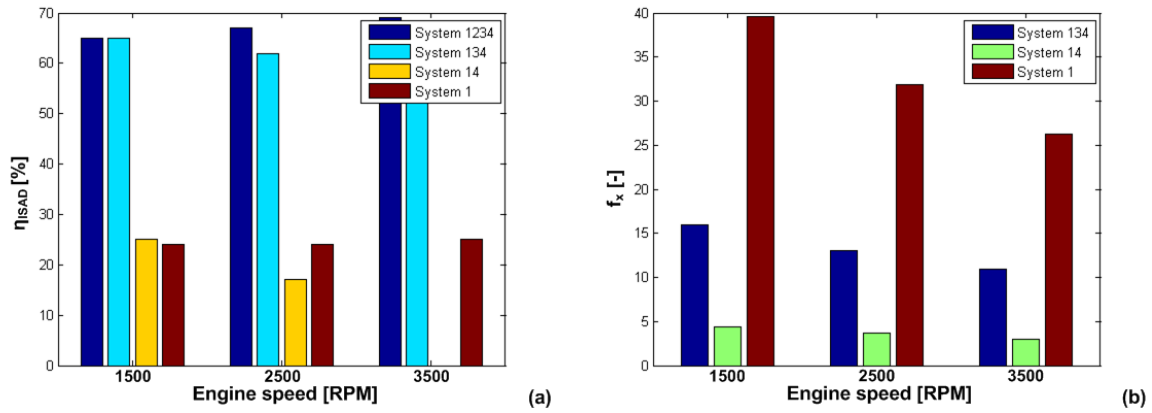 70
60
50
40
30
20
10
0
ηISAD [%]
System 1234
System 134
System 14
System 1
1500 2500 3500
Engine speed [RPM]
(a)
40
35
30
25
20
15
10
5
0
fx [-]
System 134
System 14
System 1
1500 2500 3500
Engine speed [RPM]
(b)